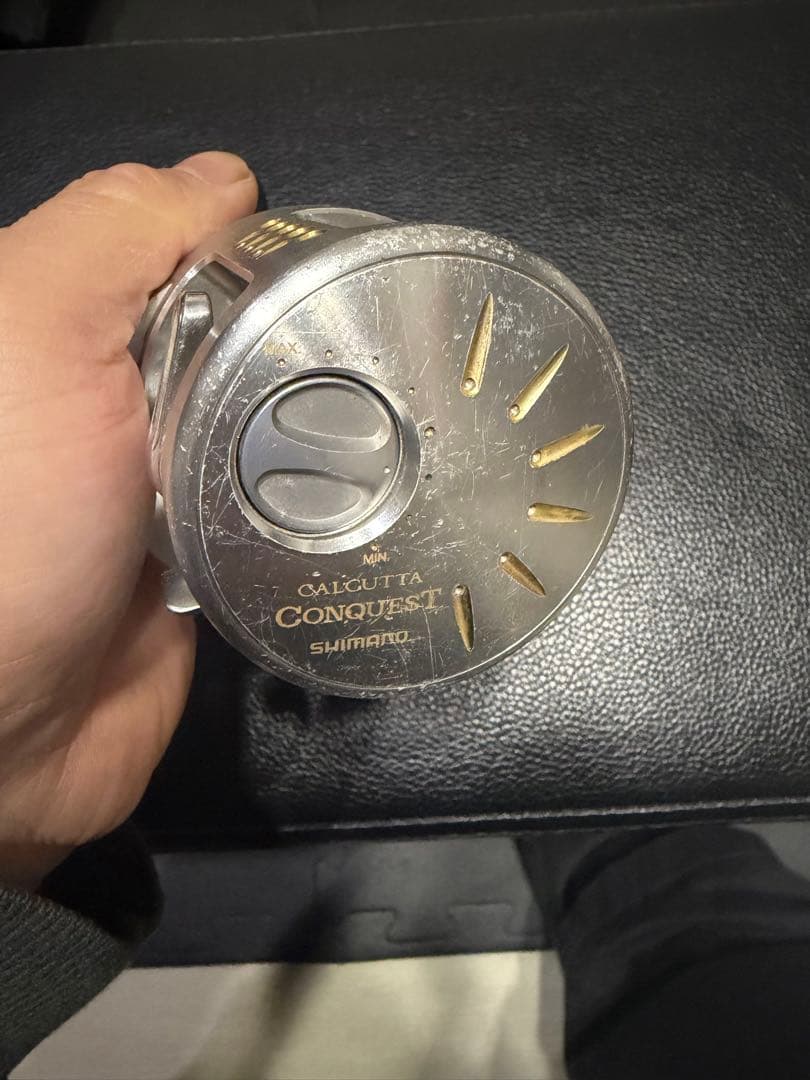 MAX.
MIN.
CALCUTTA
CONQUEST
SHIMANO